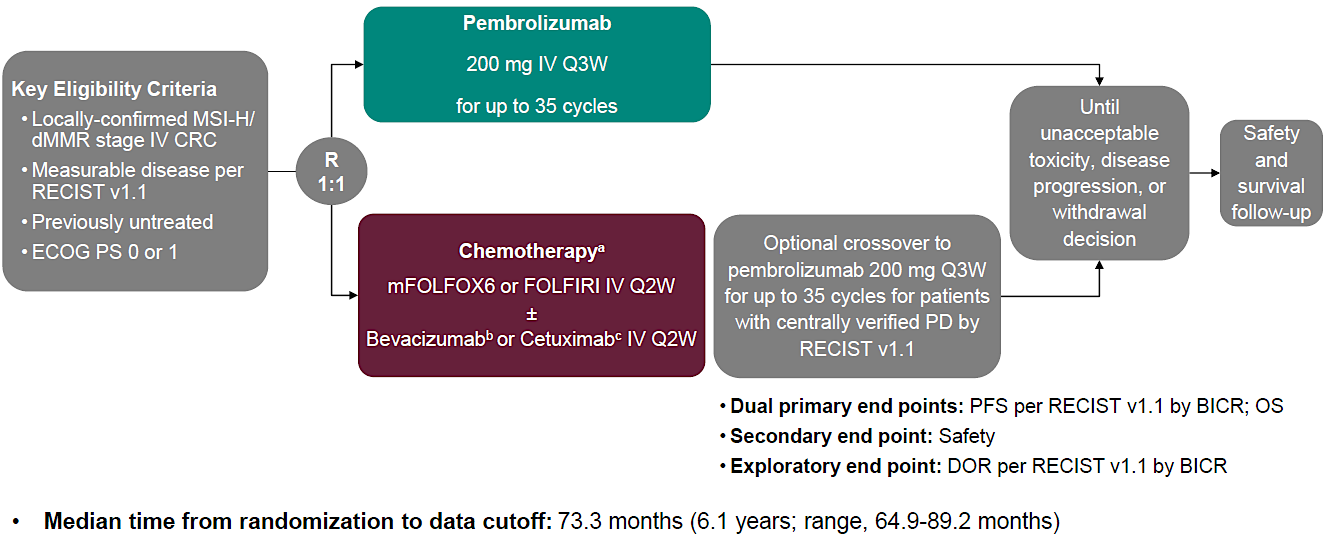 Key Eligibility Criteria
• Locally-confirmed MSI-H/
dMMR stage IV CRC
• Measurable disease per
RECIST v1.1
• Previously untreated
• ECOG PS 0 or 1
R
1:1
Pembrolizumab
200 mg IV Q3W
for up to 35 cycles
Chemotherapyᵃ
mFOLFOX6 or FOLFIRI IV Q2W
±
Bevacizumabᵇ or Cetuximabᶜ IV Q2W
Optional crossover to
pembrolizumab 200 mg Q3W
for up to 35 cycles for patients
with centrally verified PD by
RECIST v1.1
Until
unacceptable
toxicity, disease
progression, or
withdrawal
decision
Safety
and
survival
follow-up
• Dual primary end points: PFS per RECIST v1.1 by BICR; OS
• Secondary end point: Safety
• Exploratory end point: DOR per RECIST v1.1 by BICR
• Median time from randomization to data cutoff: 73.3 months (6.1 years; range, 64.9-89.2 months)